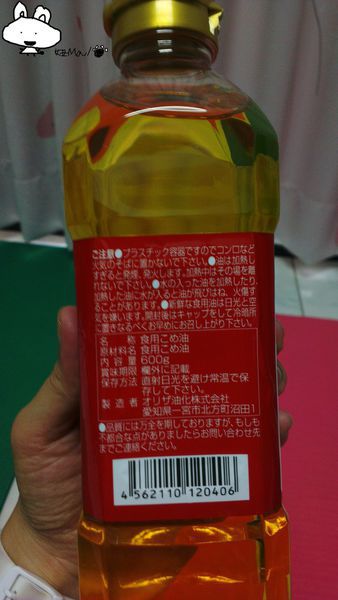 ご注意●プラスチック容器ですのでコンロなど
火気のそばに置かないで下さい。●油は加熱し
すぎると発煙、発火します。加熱中はその場を離
れないで下さい。●水の入った油を加熱したり、
加熱した油に水が入ると油が飛びはね、火傷す
ることがあります。●新鮮な食用油は日光と空
気を嫌います。開封後はキャップをして冷暗所
に置きなるべくお早めにお召し上がり下さい。
名称 食用こめ油
原材料名 食用こめ油
内容量 600g
賞味期限 欄外に記載
保存方法 直射日光を避け常温で保
存して下さい。
製造者 オリザ油化株式会社
愛知県一宮市北方町沼田1
●品質には万全を期しておりますが、もしも
不都合な点がありましたらお問い合わせ先
までご連絡ください。
4 562110 120406